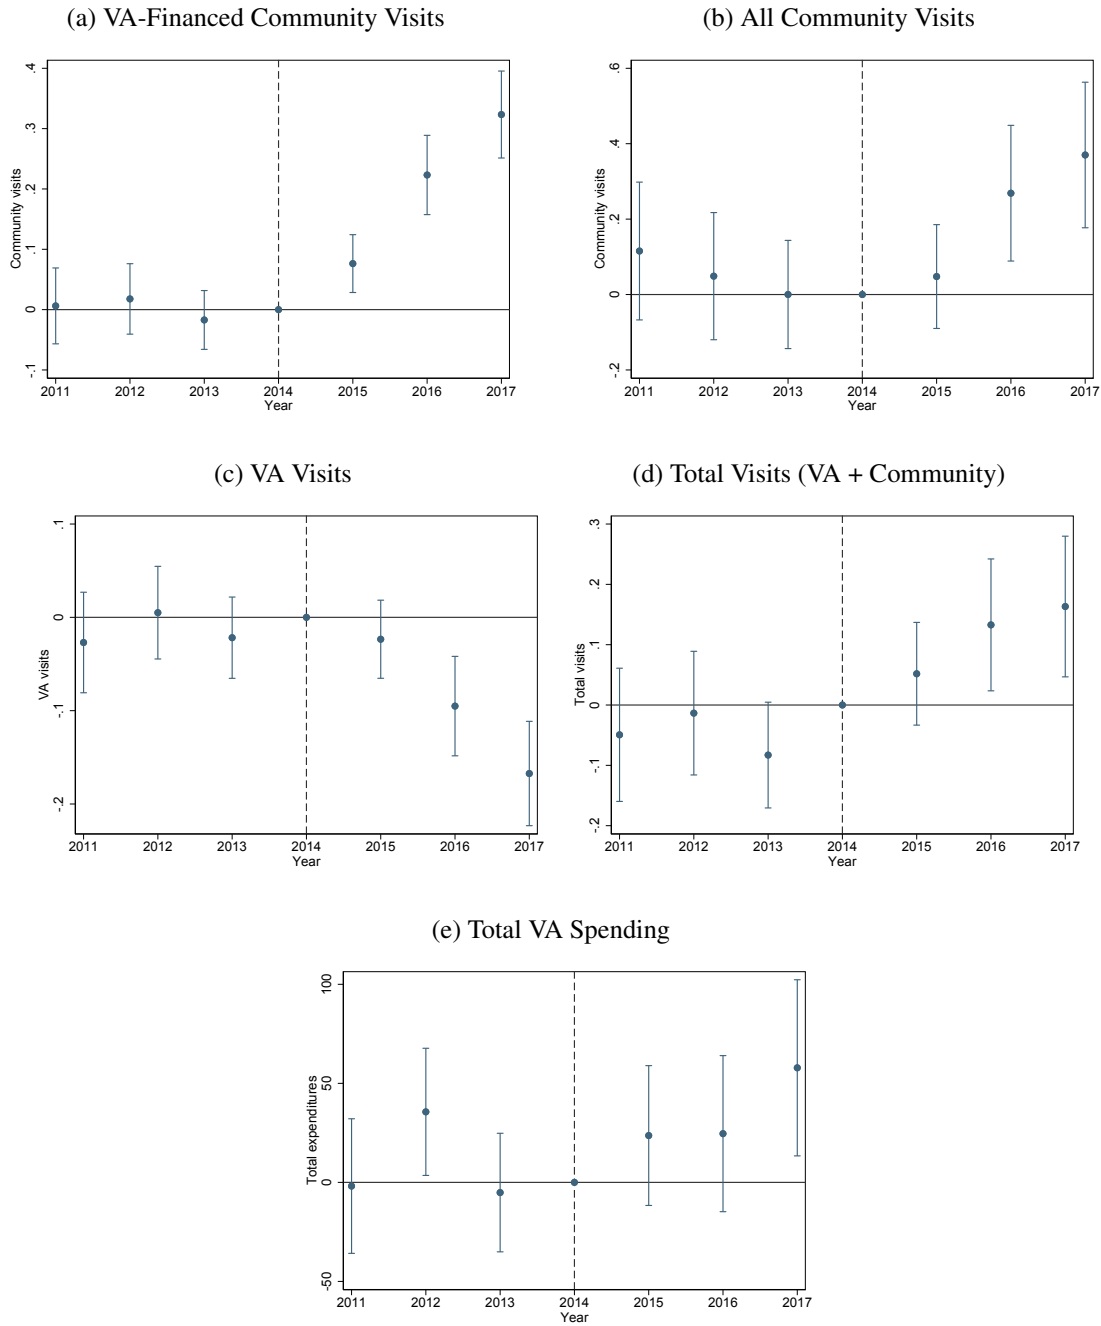 (a) VA-Financed Community Visits
Community visits
.4
.3
.2
.1
0
-.1
2011 2012 2013 2014 2015 2016 2017
Year
(b) All Community Visits
Community visits
.6
.4
.2
0
-.2
2011 2012 2013 2014 2015 2016 2017
Year
(c) VA Visits
VA visits
.1
0
-.1
-.2
2011 2012 2013 2014 2015 2016 2017
Year
(d) Total Visits (VA + Community)
Total visits
.3
.2
.1
0
-.1
-.2
2011 2012 2013 2014 2015 2016 2017
Year
(e) Total VA Spending
Total expenditures
100
50
0
-50
2011 2012 2013 2014 2015 2016 2017
Year